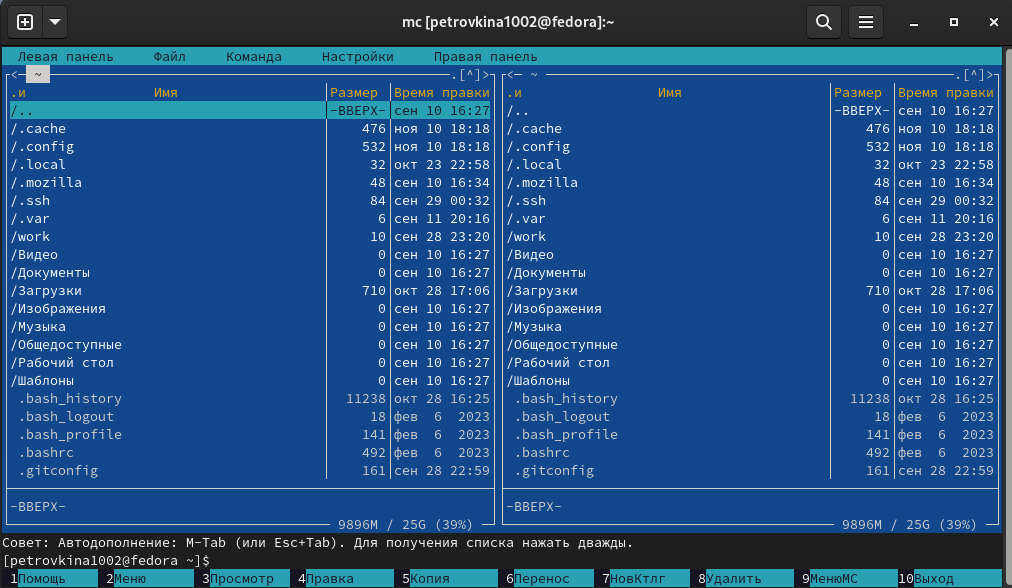 mc [petrovkina1002@fedora]:~
Левая панель Файл Команда Настройки Правая панель
<— ~ .[^]> <— ~ .[^]>
.и Имя Размер Время правки .и Имя Размер Время правки
/.. -ВВЕРХ- сен 10 16:27 /.. -ВВЕРХ- сен 10 16:27
/.cache 476 ноя 10 18:18 /.cache 476 ноя 10 18:18
/.config 532 ноя 10 18:18 /.config 532 ноя 10 18:18
/.local 32 окт 23 22:58 /.local 32 окт 23 22:58
/.mozilla 48 сен 10 16:34 /.mozilla 48 сен 10 16:34
/.ssh 84 сен 29 00:32 /.ssh 84 сен 29 00:32
/.var 6 сен 11 20:16 /.var 6 сен 11 20:16
/work 10 сен 28 23:20 /work 10 сен 28 23:20
/Видео 0 сен 10 16:27 /Видео 0 сен 10 16:27
/Документы 0 сен 10 16:27 /Документы 0 сен 10 16:27
/Загрузки 710 окт 28 17:06 /Загрузки 710 окт 28 17:06
/Изображения 0 сен 10 16:27 /Изображения 0 сен 10 16:27
/Музыка 0 сен 10 16:27 /Музыка 0 сен 10 16:27
/Общедоступные 0 сен 10 16:27 /Общедоступные 0 сен 10 16:27
/Рабочий стол 0 сен 10 16:27 /Рабочий стол 0 сен 10 16:27
/Шаблоны 0 сен 10 16:27 /Шаблоны 0 сен 10 16:27
.bash_history 11238 окт 28 16:25 .bash_history 11238 окт 28 16:25
.bash_logout 18 фев 6 2023 .bash_logout 18 фев 6 2023
.bash_profile 141 фев 6 2023 .bash_profile 141 фев 6 2023
.bashrc 492 фев 6 2023 .bashrc 492 фев 6 2023
.gitconfig 161 сен 28 22:59 .gitconfig 161 сен 28 22:59
-ВВЕРХ- -ВВЕРХ-
9896M / 25G (39%) 9896M / 25G (39%)
Совет: Автодополнение: M-Tab (или Esc+Tab). Для получения списка нажать дважды.
[petrovkina1002@fedora ~]$
1Помощь 2Меню 3Просмотр 4Правка 5Копия 6Перенос 7НовКтлг 8Удалить 9МенюМС 10Выход